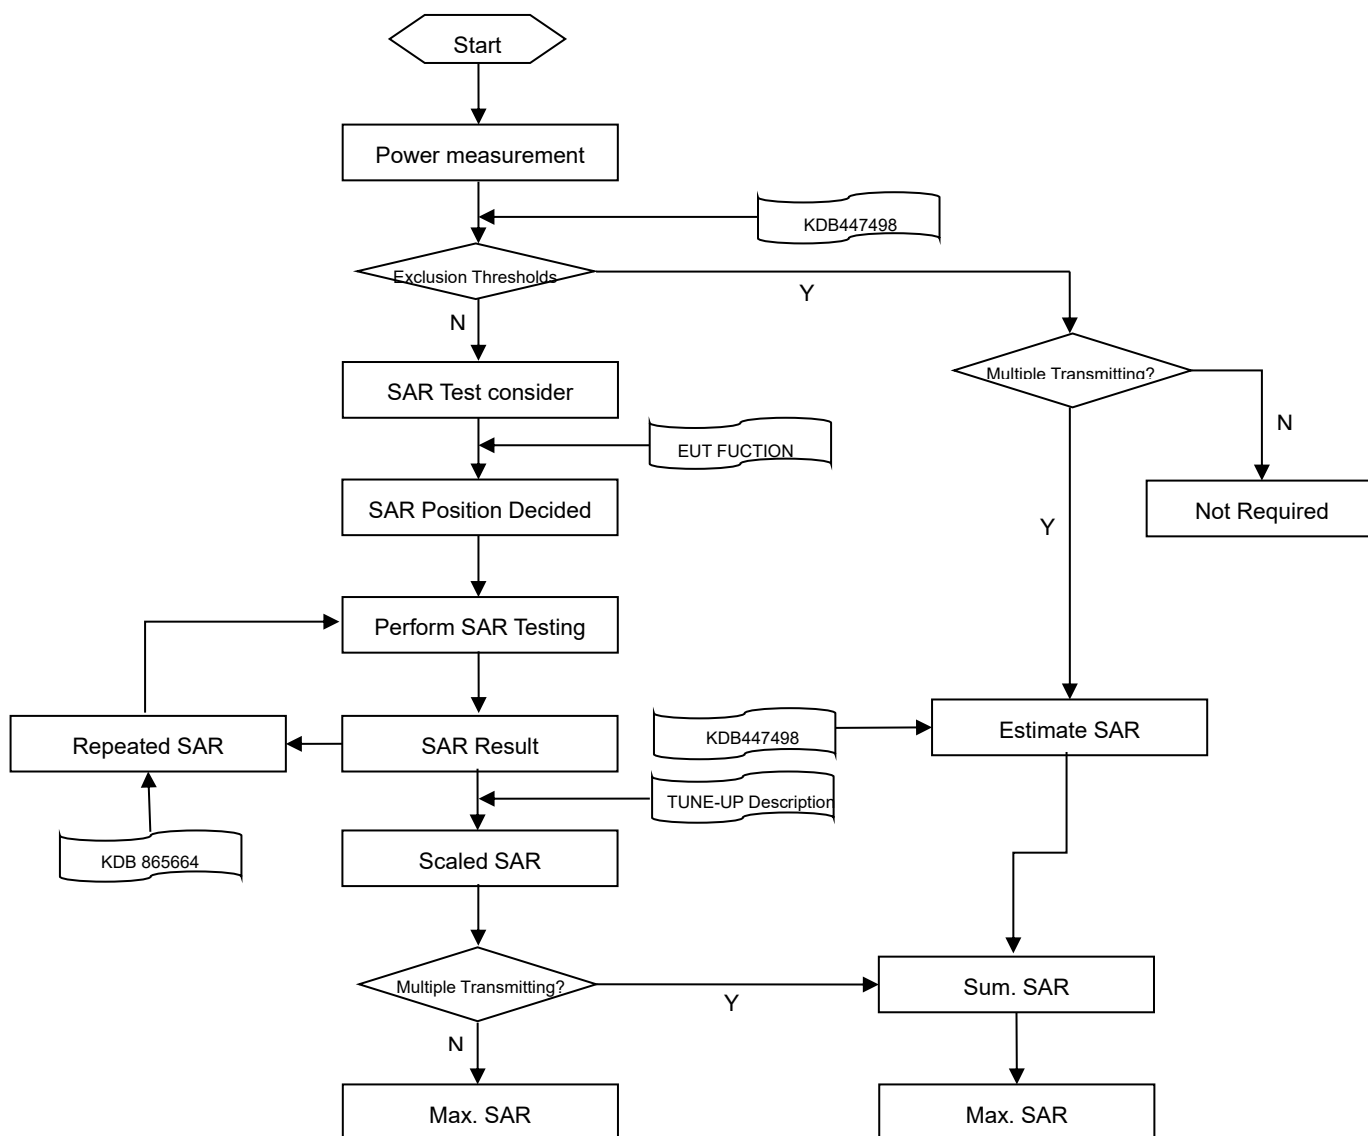 Start
Power measurement
KDB447498
Exclusion Thresholds
Y
N
Multiple Transmitting?
SAR Test consider
N
EUT FUCTION
SAR Position Decided
Not Required
Y
Perform SAR Testing
Repeated SAR
SAR Result
KDB447498
Estimate SAR
TUNE-UP Description
KDB 865664
Scaled SAR
Multiple Transmitting?
Y
Sum. SAR
N
Max. SAR
Max. SAR